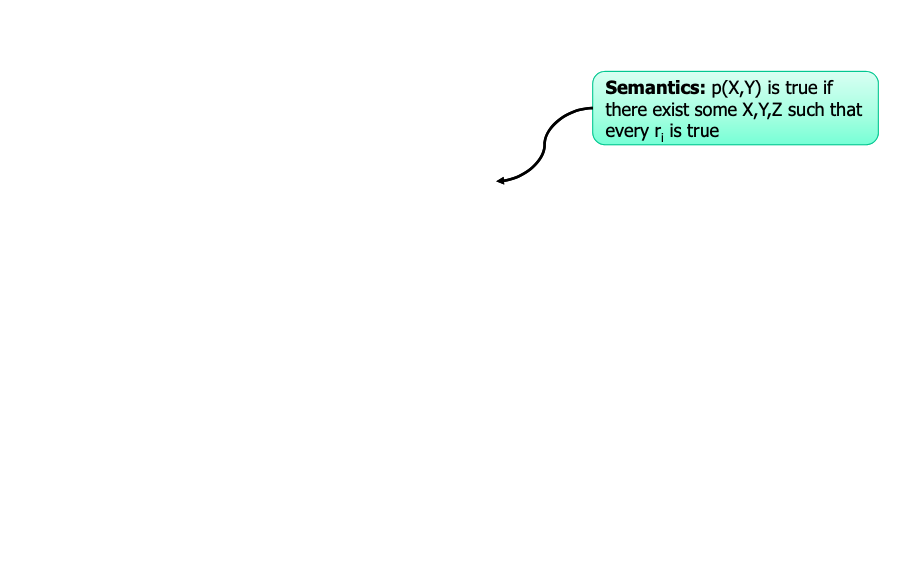 Semantics: p(X,Y) is true if
there exist some X,Y,Z such that
every rᵢ is true